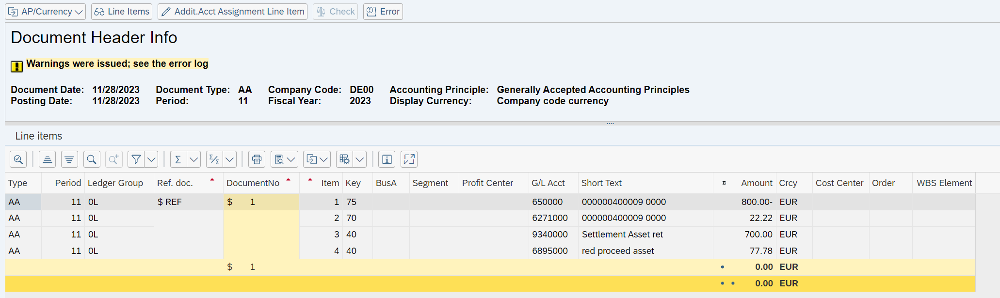 AP/Currency Line Items Addit.Acct Assignment Line Item Check Error
Document Header Info
Warnings were issued; see the error log
Document Date: 11/28/2023 Document Type: AA Company Code: DE00 Accounting Principle: Generally Accepted Accounting Principles
Posting Date: 11/28/2023 Period: 11 Fiscal Year: 2023 Display Currency: Company code currency
Line items
Type Period Ledger Group Ref. doc. DocumentNo Item Key BusA Segment Profit Center G/L Acct Short Text Σ Amount Crcy Cost Center Order WBS Element
AA 11 0L $ REF $ 1 1 75 650000 000000400009 0000 800.00- EUR
AA 11 0L 2 70 6271000 000000400009 0000 22.22 EUR
AA 11 0L 3 40 9340000 Settlement Asset ret 700.00 EUR
AA 11 0L 4 40 6895000 red proceed asset 77.78 EUR
$ 1 • 0.00 EUR
• • 0.00 EUR